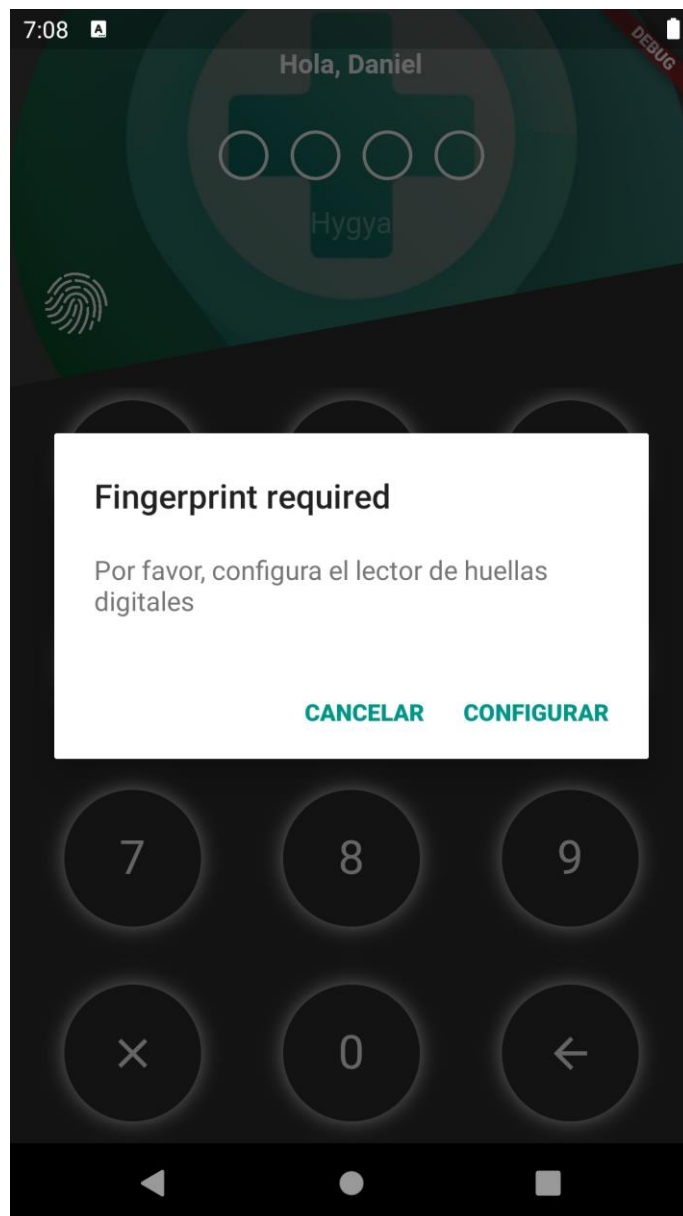 7:08 A
DEBUG
Hola, Daniel
Hygya
Fingerprint required
Por favor, configura el lector de huellas
digitales
CANCELAR CONFIGURAR
7 8 9
× 0 ←